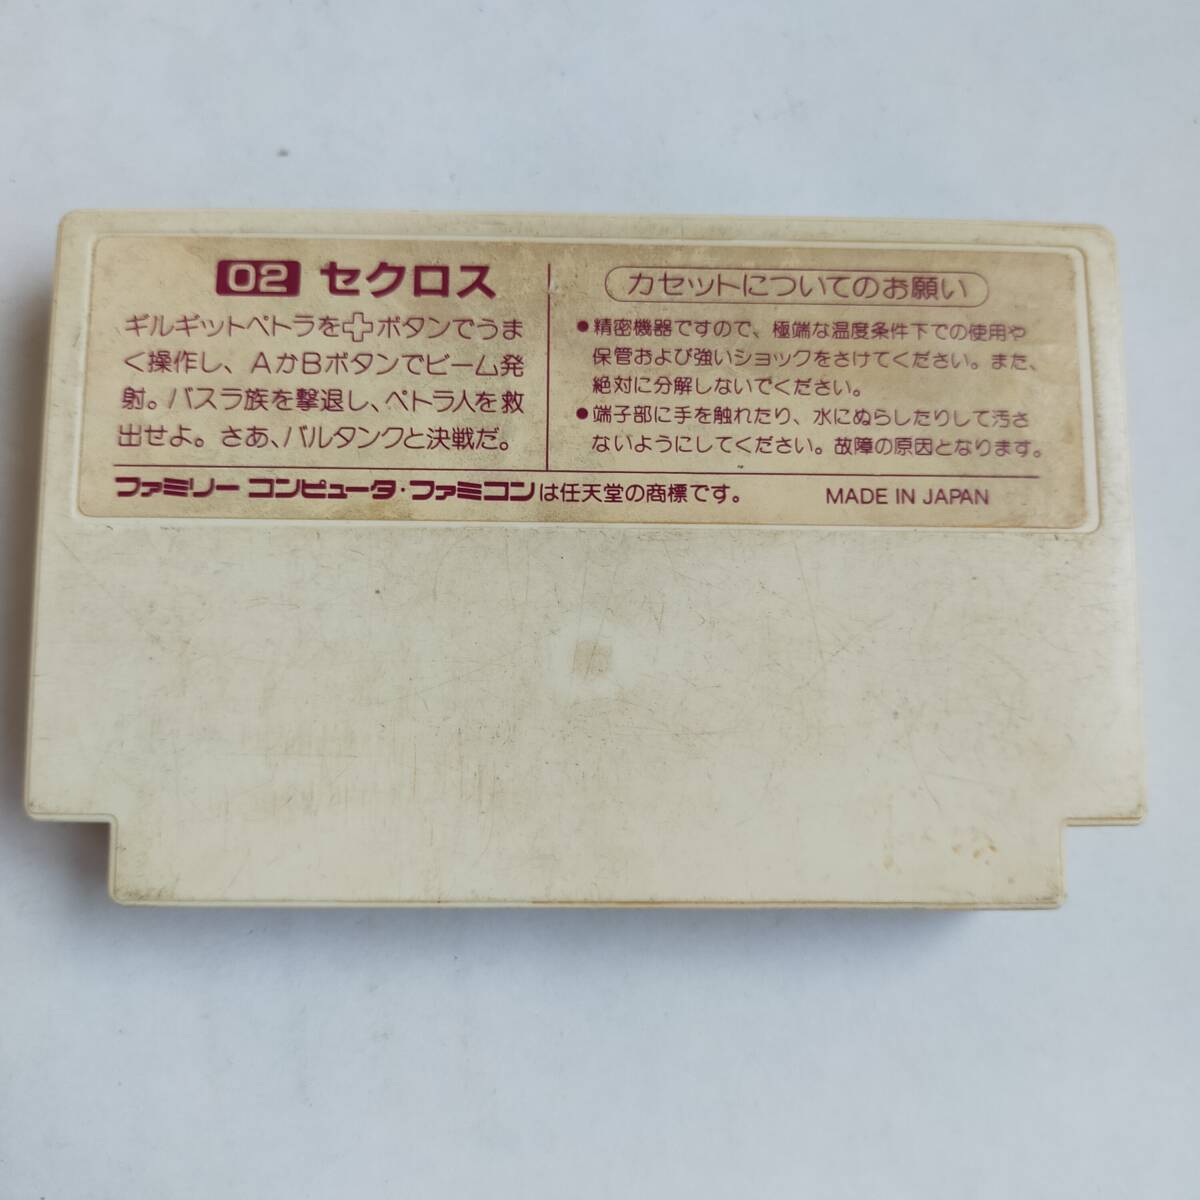 02 セクロス
ギルギットペトラを✚ボタンでうま
く操作し、AかBボタンでビーム発
射。バスラ族を撃退し、ペトラ人を救
出せよ。さあ、バルタンクと決戦だ。
カセットについてのお願い
●精密機器ですので、極端な温度条件下での使用や
保管および強いショックをさけてください。また、
絶対に分解しないでください。
●端子部に手を触れたり、水にぬらしたりして汚さ
ないようにしてください。故障の原因となります。
ファミリーコンピュータ・ファミコンは任天堂の商標です。
MADE IN JAPAN